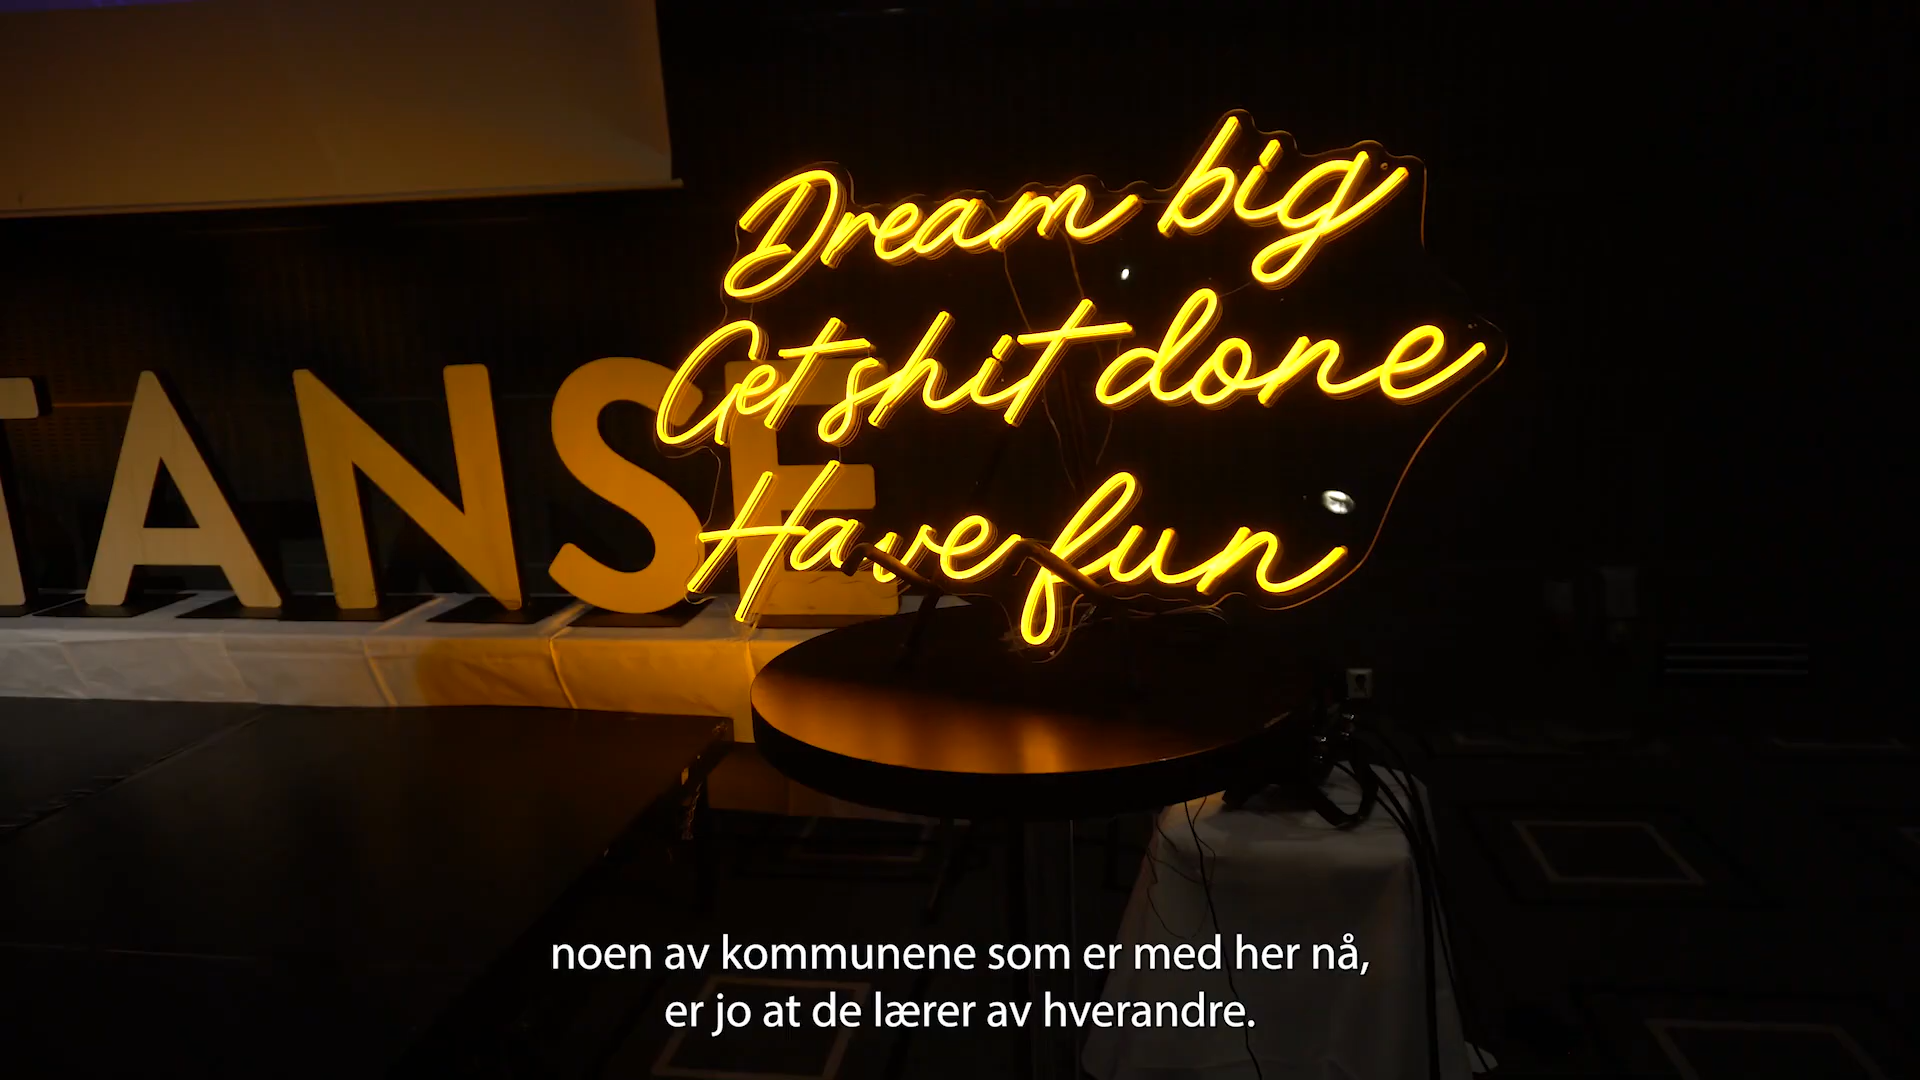 Dream big
Get shit done
Have fun
TANSE
noen av kommunene som er med her nå,
er jo at de lærer av hverandre.